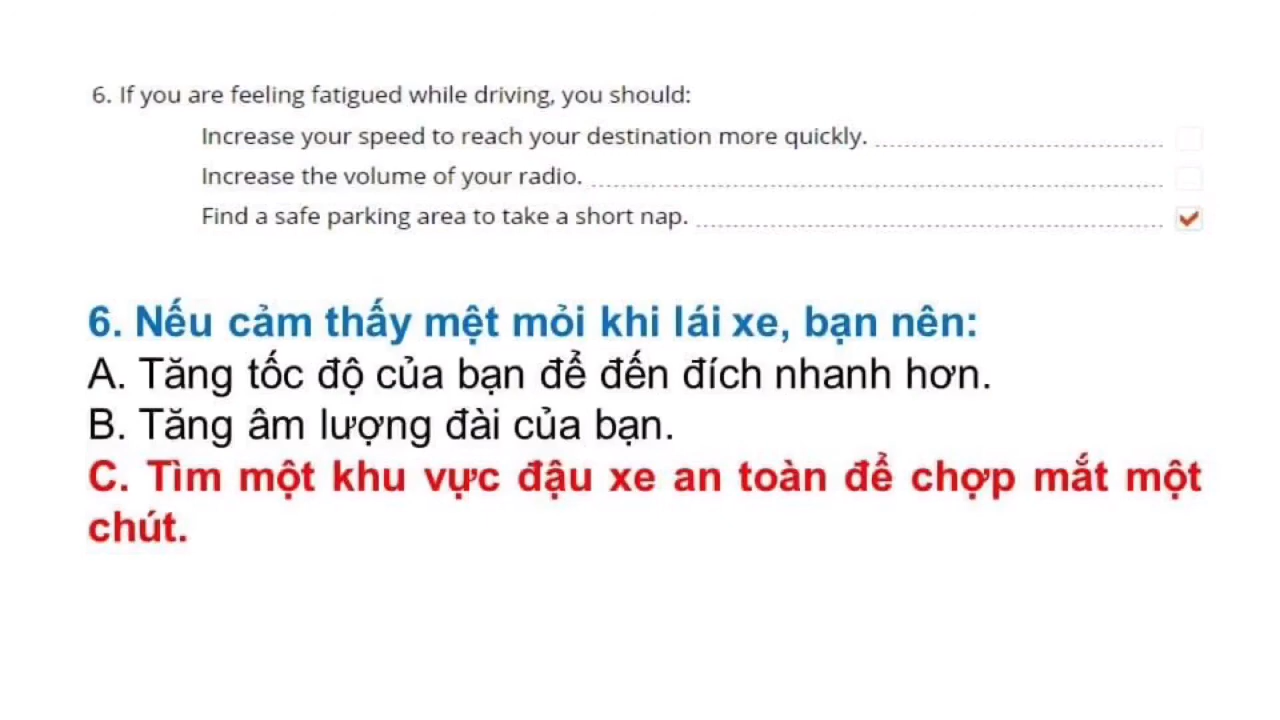 6. If you are feeling fatigued while driving, you should:
Increase your speed to reach your destination more quickly.
Increase the volume of your radio.
Find a safe parking area to take a short nap.
6. Nếu cảm thấy mệt mỏi khi lái xe, bạn nên:
A. Tăng tốc độ của bạn để đến đích nhanh hơn.
B. Tăng âm lượng đài của bạn.
C. Tìm một khu vực đậu xe an toàn để chợp mắt một
chút.